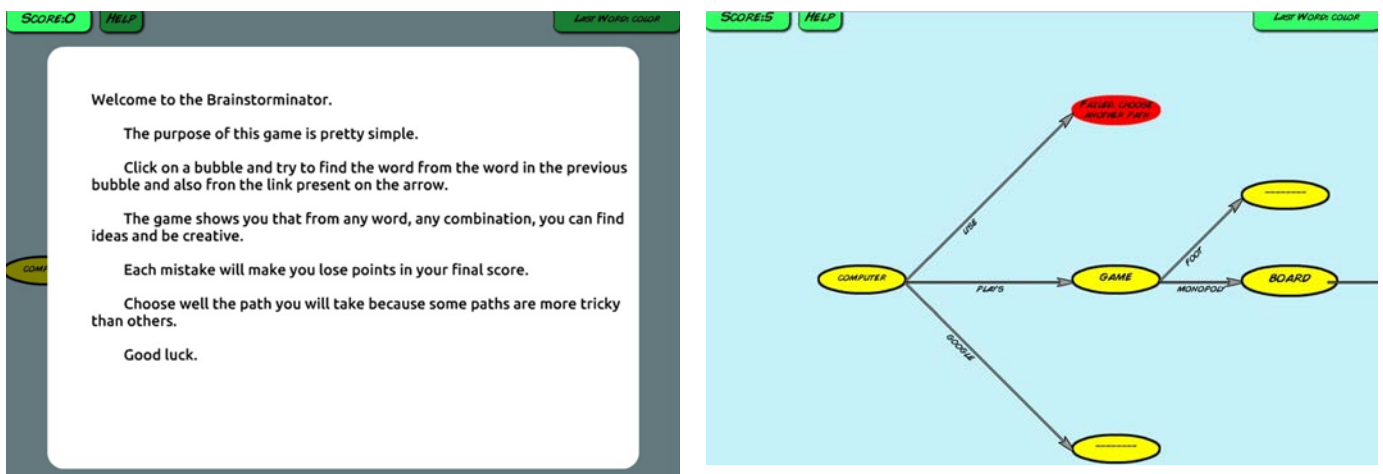 SCORE:0 HELP LAST WORD: COLOR
Welcome to the Brainstorminator.
The purpose of this game is pretty simple.
Click on a bubble and try to find the word from the word in the previous
bubble and also fron the link present on the arrow.
The game shows you that from any word, any combination, you can find
ideas and be creative.
COMP
Each mistake will make you lose points in your final score.
Choose well the path you will take because some paths are more tricky
than others.
Good luck.
SCORE:5 HELP LAST WORD: COLOR
FAILED. CHOOSE
ANOTHER PATH
--------
USE
FOOT
COMPUTER
GAME
BOARD
PLAYS
MONOPOLY
GOOGLE
--------